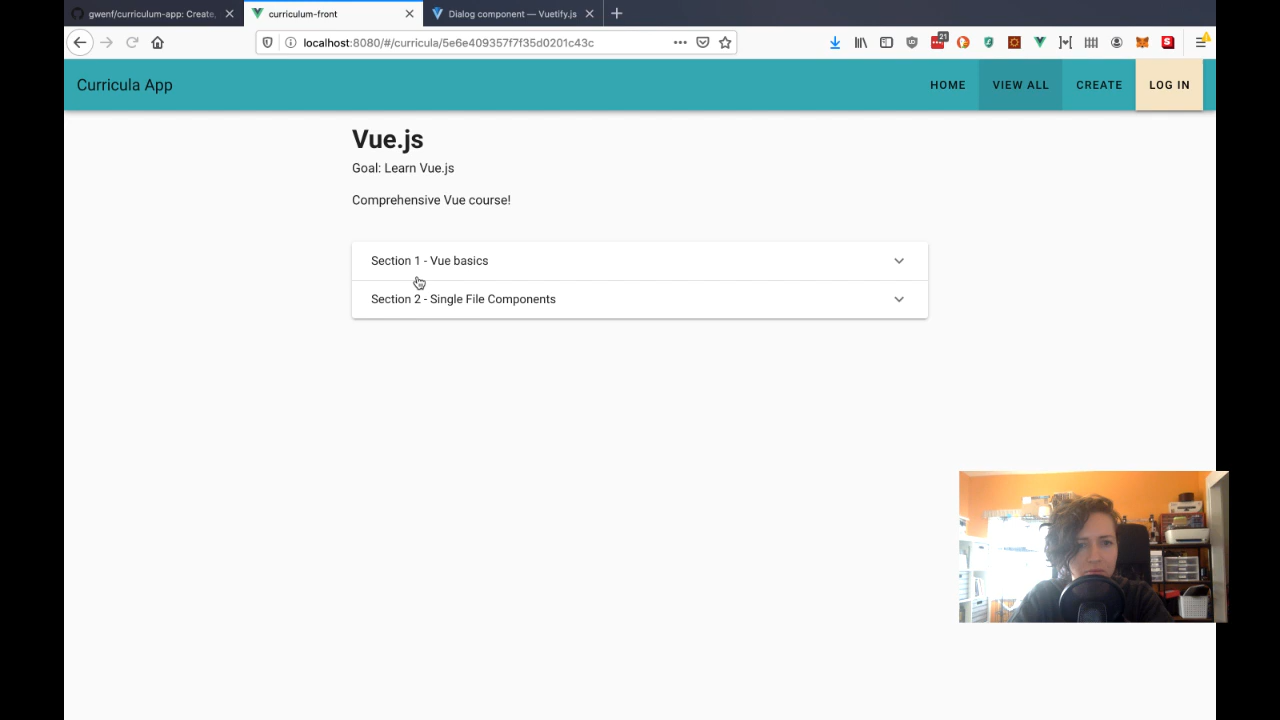 gwenf/curriculum-app: Create,
curriculum-front
Dialog component — Vuetify.js
localhost:8080/#/curricula/5e6e409357f7f35d0201c43c
21
S
Curricula App
HOME
VIEW ALL
CREATE
LOG IN
Vue.js
Goal: Learn Vue.js
Comprehensive Vue course!
Section 1 - Vue basics
Section 2 - Single File Components